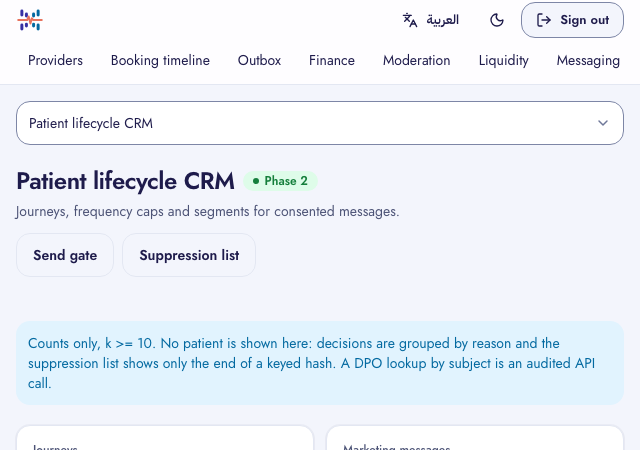 العربية
Sign out
Providers
Booking timeline
Outbox
Finance
Moderation
Liquidity
Messaging
Patient lifecycle CRM
Patient lifecycle CRM
Phase 2
Journeys, frequency caps and segments for consented messages.
Send gate
Suppression list
Counts only, k >= 10. No patient is shown here: decisions are grouped by reason and the
suppression list shows only the end of a keyed hash. A DPO lookup by subject is an audited API
call.
Journeys
Marketing messages